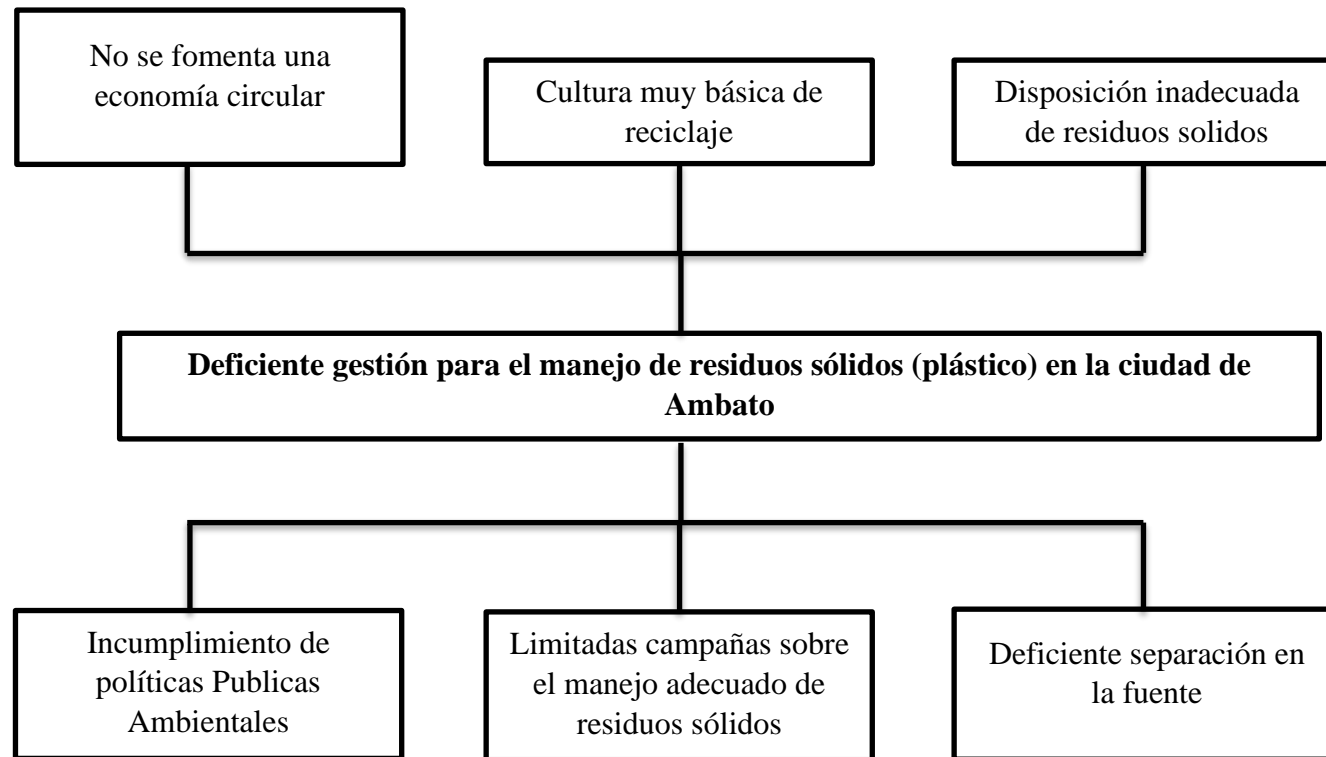 No se fomenta una
economía circular
Cultura muy básica de
reciclaje
Disposición inadecuada
de residuos solidos
Deficiente gestión para el manejo de residuos sólidos (plástico) en la ciudad de
Ambato
Incumplimiento de
políticas Publicas
Ambientales
Limitadas campañas sobre
el manejo adecuado de
residuos sólidos
Deficiente separación en
la fuente